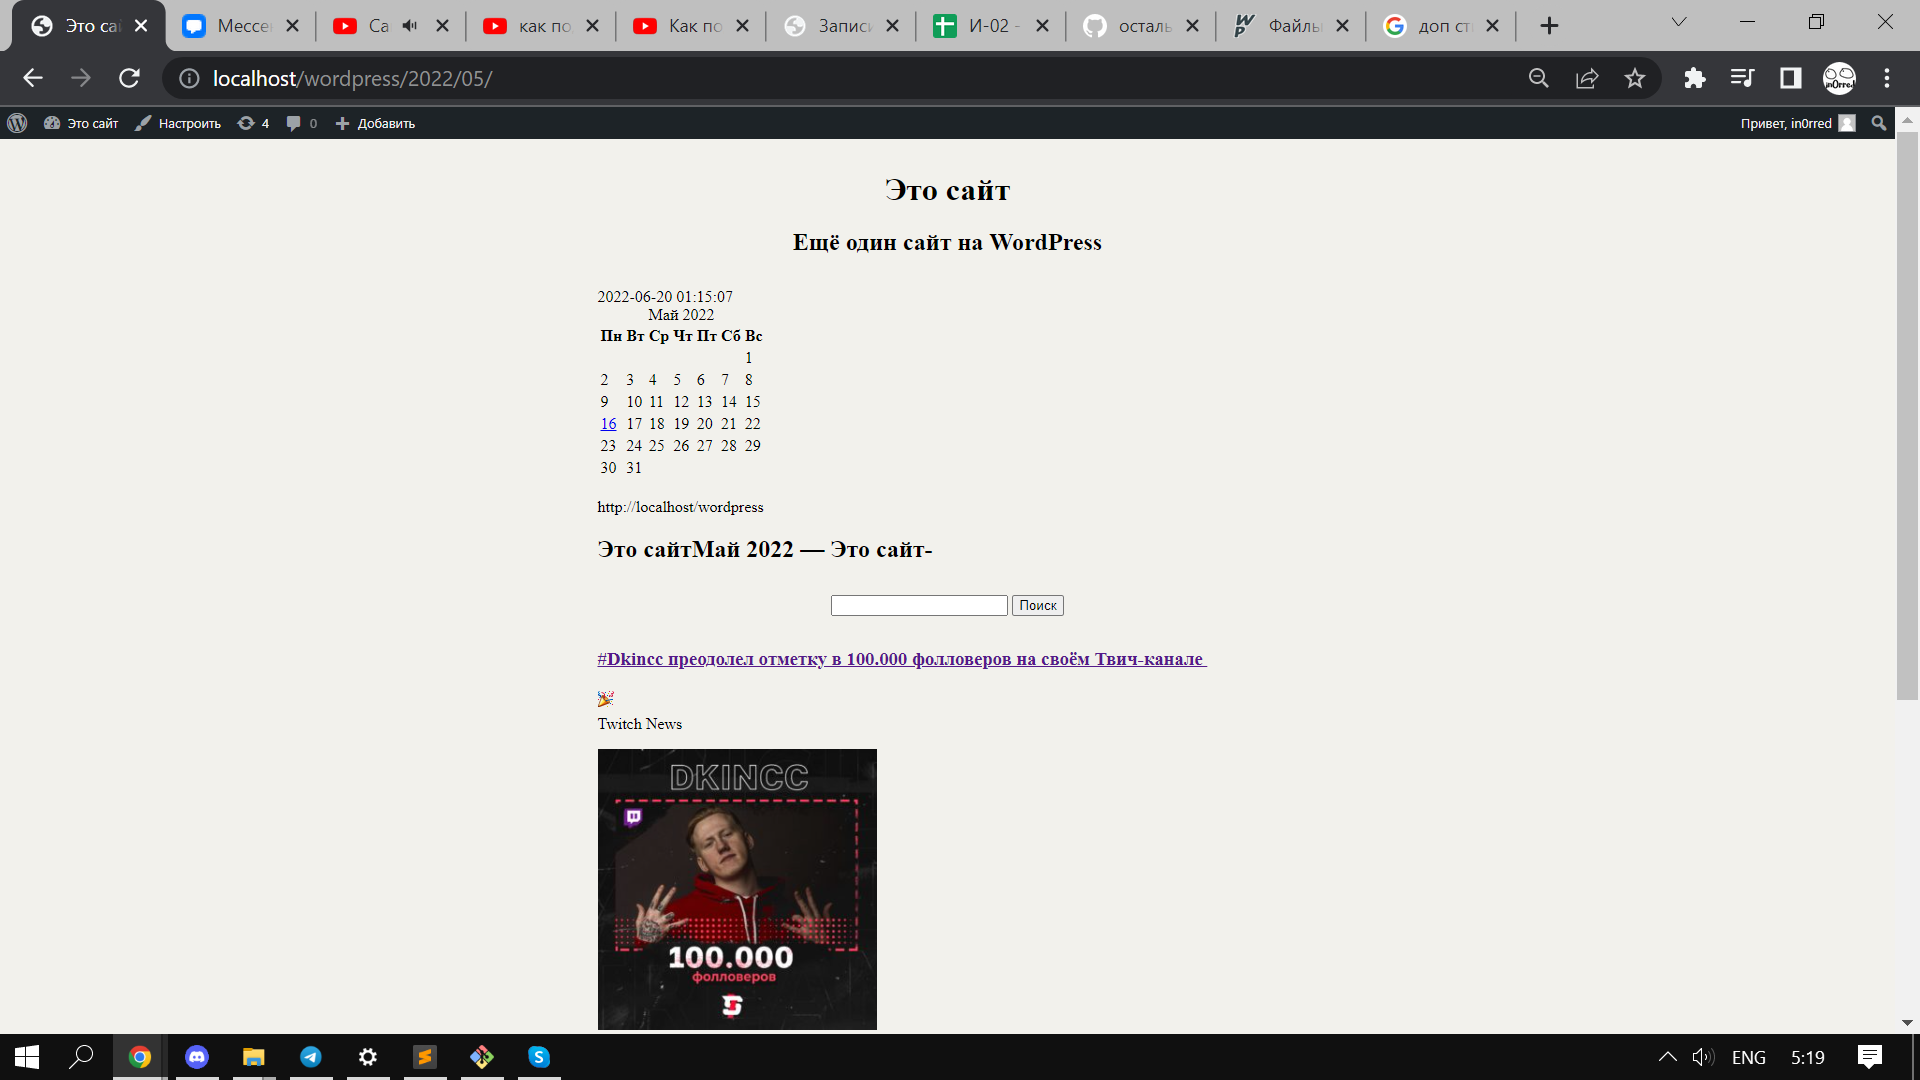 Это са
Мессе
Са
как по
Как по
Записи
И-02 -
осталь
Файлы
доп ст
localhost/wordpress/2022/05/
Это сайт
Настроить
4
0
Добавить
Привет, in0rred
Это сайт
Ещё один сайт на WordPress
2022-06-20 01:15:07
Май 2022
Пн Вт Ср Чт Пт Сб Вс
1
2 3 4 5 6 7 8
9 10 11 12 13 14 15
16 17 18 19 20 21 22
23 24 25 26 27 28 29
30 31
http://localhost/wordpress
Это сайтМай 2022 — Это сайт-
Поиск
#Dkincc преодолел отметку в 100.000 фолловеров на своём Твич-канале
Twitch News
DKINCC
100.000
фолловеров
ENG
5:19